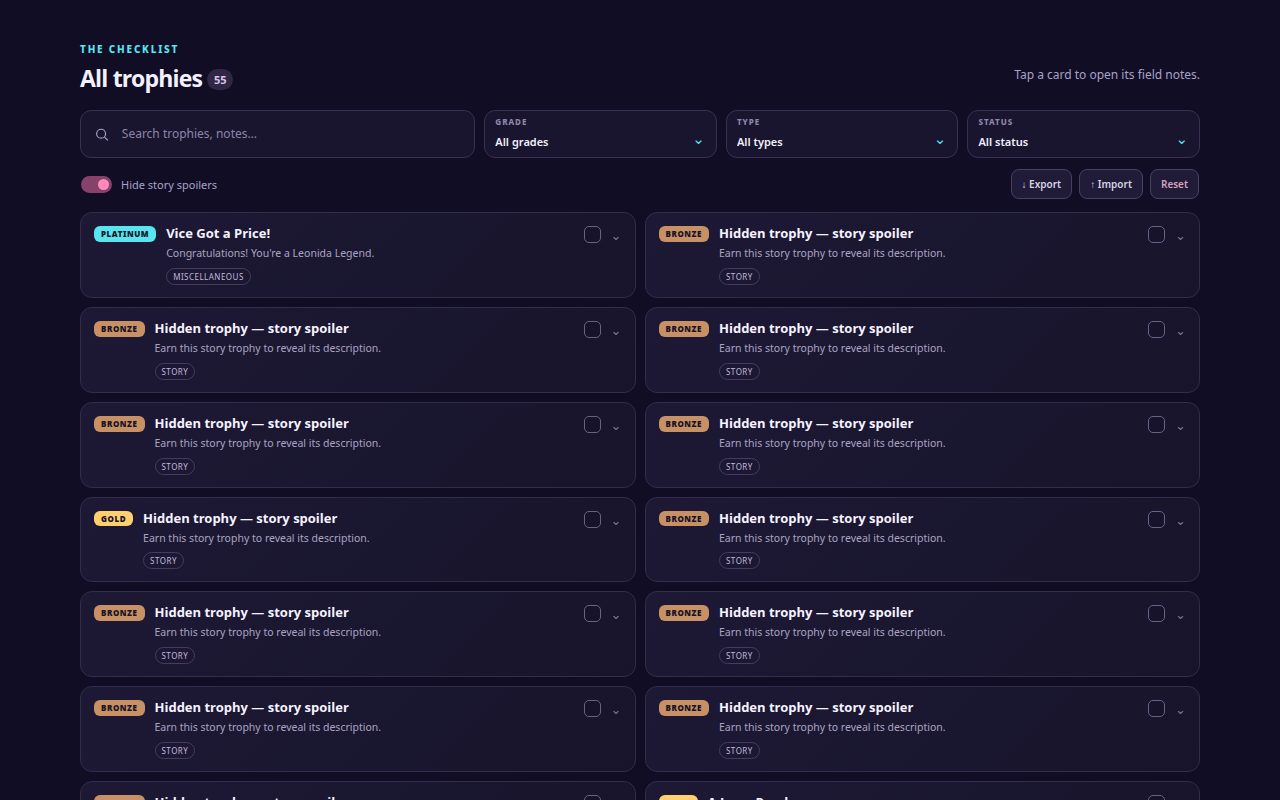 THE CHECKLIST
All trophies 55
Tap a card to open its field notes.
Search trophies, notes...
GRADE
All grades
TYPE
All types
STATUS
All status
Hide story spoilers
↓ Export
↑ Import
Reset
PLATINUM
Vice Got a Price!
Congratulations! You're a Leonida Legend.
MISCELLANEOUS
BRONZE
Hidden trophy — story spoiler
Earn this story trophy to reveal its description.
STORY
BRONZE
Hidden trophy — story spoiler
Earn this story trophy to reveal its description.
STORY
BRONZE
Hidden trophy — story spoiler
Earn this story trophy to reveal its description.
STORY
BRONZE
Hidden trophy — story spoiler
Earn this story trophy to reveal its description.
STORY
BRONZE
Hidden trophy — story spoiler
Earn this story trophy to reveal its description.
STORY
GOLD
Hidden trophy — story spoiler
Earn this story trophy to reveal its description.
STORY
BRONZE
Hidden trophy — story spoiler
Earn this story trophy to reveal its description.
STORY
BRONZE
Hidden trophy — story spoiler
Earn this story trophy to reveal its description.
STORY
BRONZE
Hidden trophy — story spoiler
Earn this story trophy to reveal its description.
STORY
BRONZE
Hidden trophy — story spoiler
Earn this story trophy to reveal its description.
STORY
BRONZE
Hidden trophy — story spoiler
Earn this story trophy to reveal its description.
STORY
Hidden trophy — story spoiler